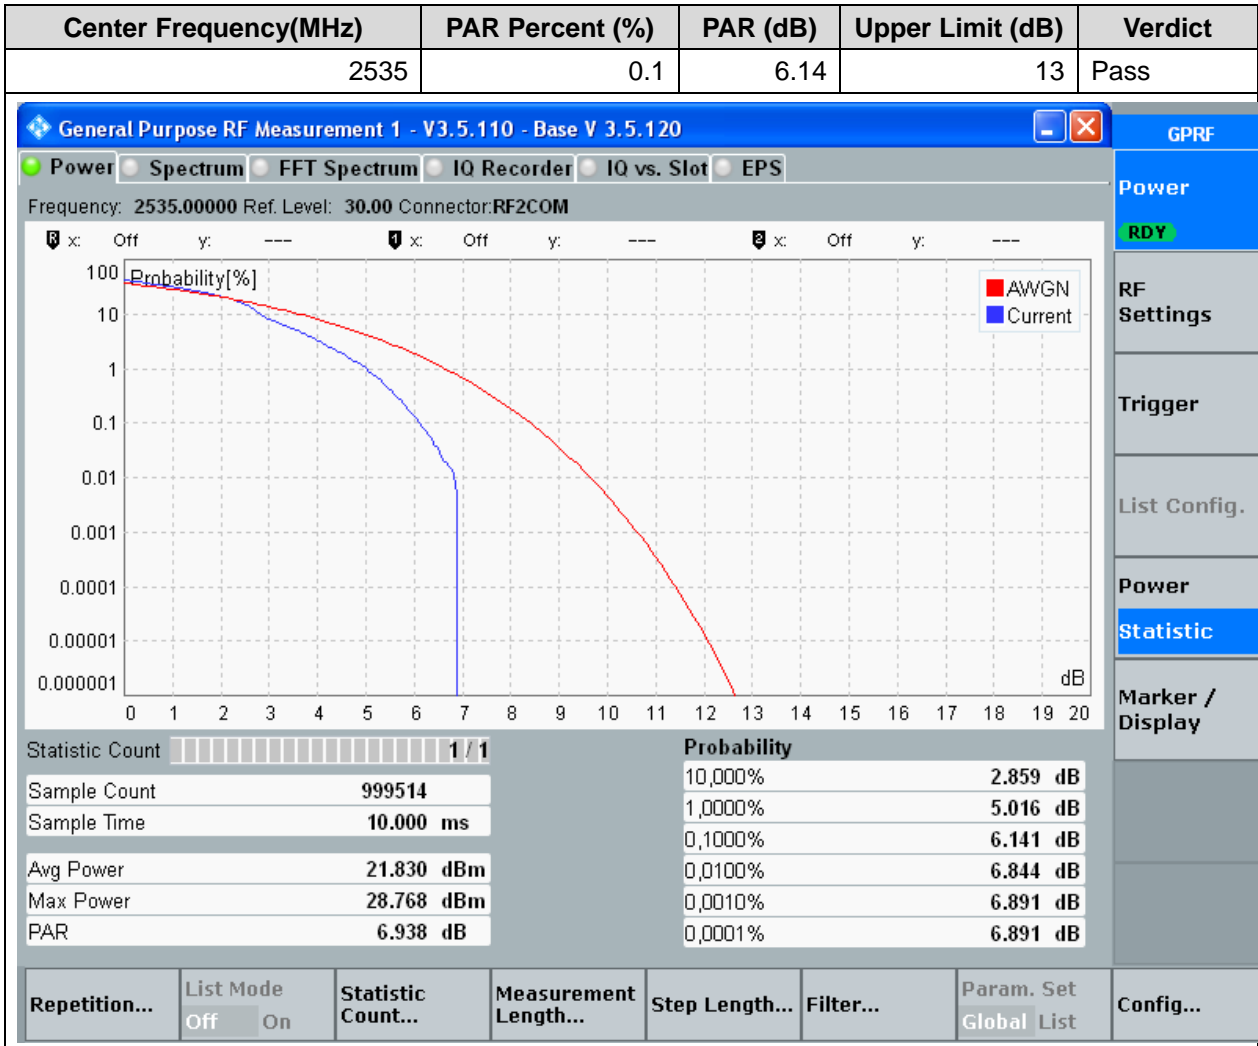 Center Frequency(MHz) PAR Percent (%) PAR (dB) Upper Limit (dB) Verdict
2535 0.1 6.14 13 Pass
General Purpose RF Measurement 1 - V3.5.110 - Base V 3.5.120
GPRF
Power Spectrum FFT Spectrum IQ Recorder IQ vs. Slot EPS
Frequency: 2535.00000 Ref. Level: 30.00 Connector:RF2COM
R x: Off y: --- 1 x: Off y: --- 2 x: Off y: ---
Probability[%]
100
10
1
0.1
0.01
0.001
0.0001
0.00001
0.000001
AWGN
Current
dB
0 1 2 3 4 5 6 7 8 9 10 11 12 13 14 15 16 17 18 19 20
Statistic Count 1 / 1
Sample Count 999514
Sample Time 10.000 ms
Avg Power 21.830 dBm
Max Power 28.768 dBm
PAR 6.938 dB
Probability
10,000% 2.859 dB
1,0000% 5.016 dB
0,1000% 6.141 dB
0,0100% 6.844 dB
0,0010% 6.891 dB
0,0001% 6.891 dB
Power
RDY
RF
Settings
Trigger
List Config.
Power
Statistic
Marker /
Display
Repetition...
List Mode
Off On
Statistic
Count...
Measurement
Length...
Step Length...
Filter...
Param. Set
Global List
Config...